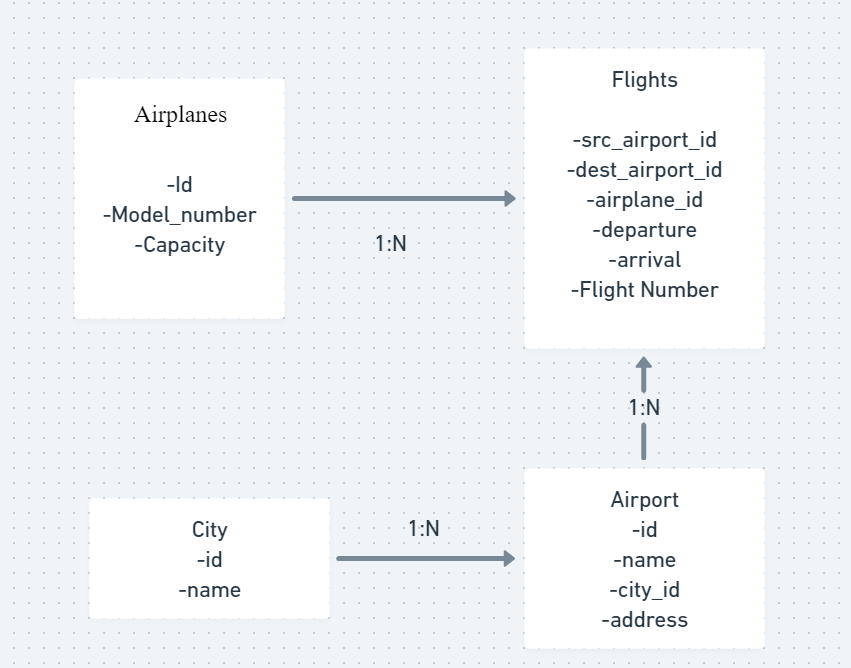 Airplanes
-Id
-Model_number
-Capacity
1:N
Flights
-src_airport_id
-dest_airport_id
-airplane_id
-departure
-arrival
-Flight Number
1:N
City
-id
-name
1:N
Airport
-id
-name
-city_id
-address